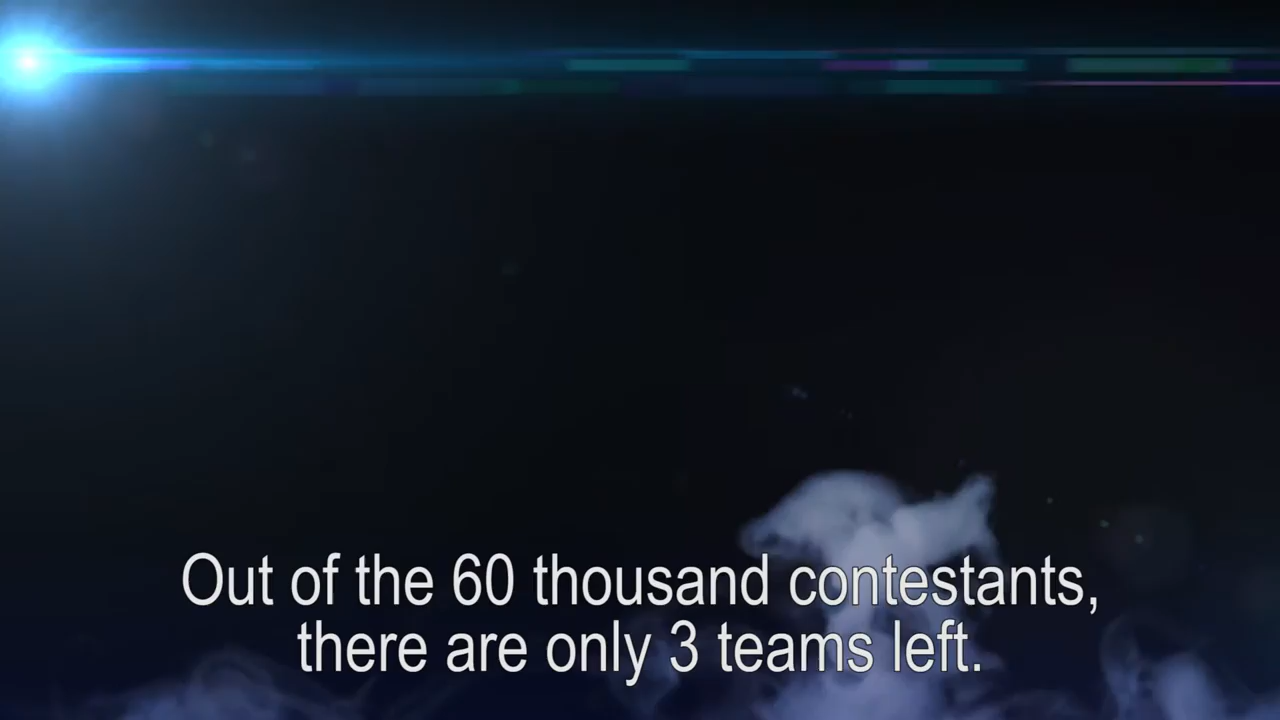 Out of the 60 thousand contestants,
there are only 3 teams left.